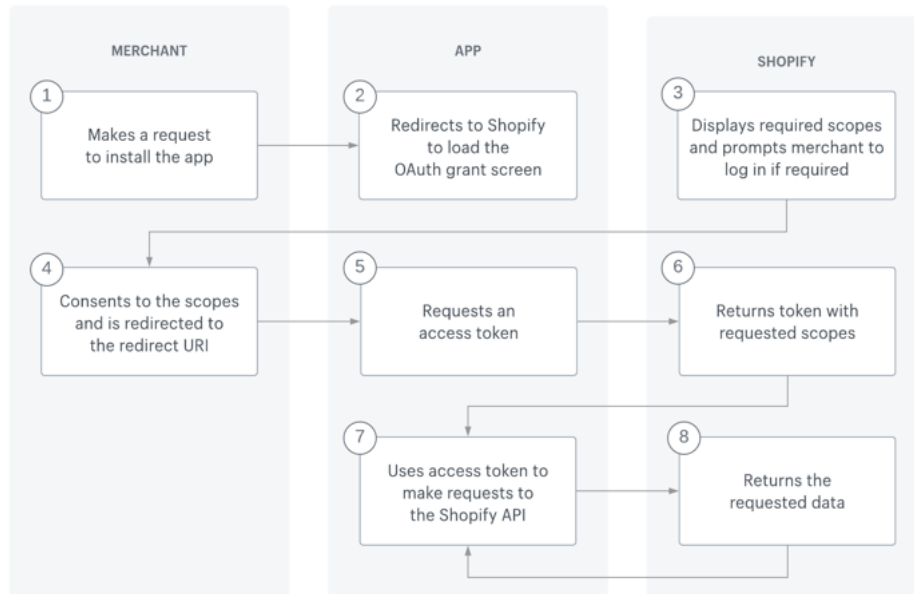 MERCHANT
APP
SHOPIFY
1
Makes a request
to install the app
2
Redirects to Shopify
to load the
OAuth grant screen
3
Displays required scopes
and prompts merchant to
log in if required
4
Consents to the scopes
and is redirected to
the redirect URI
5
Requests an
access token
6
Returns token with
requested scopes
7
Uses access token to
make requests to
the Shopify API
8
Returns the
requested data